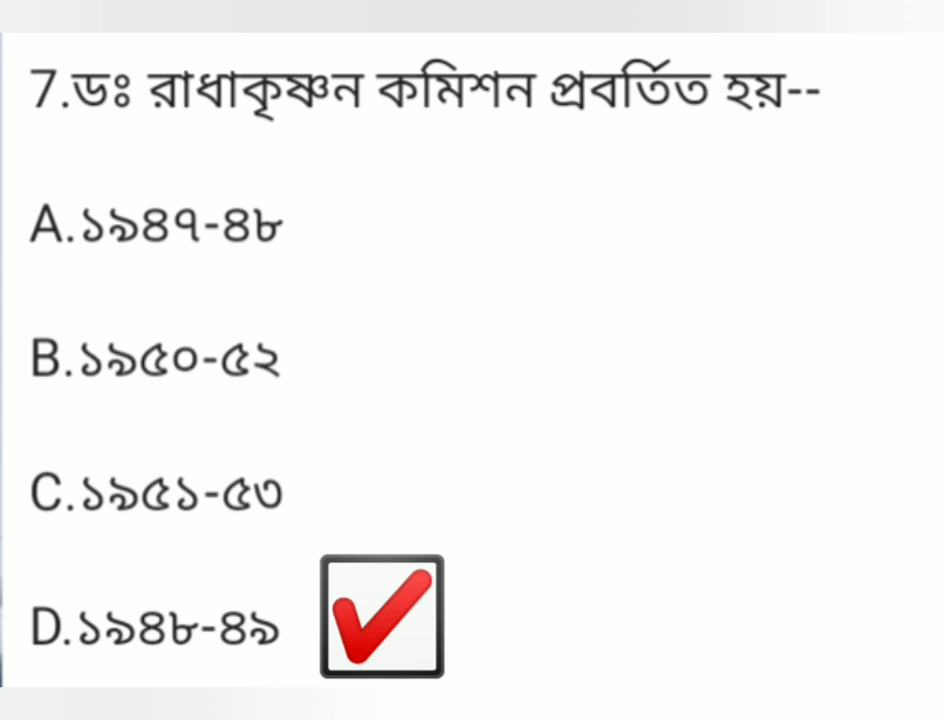 7.ডঃ রাধাকৃষ্ণন কমিশন প্রবর্তিত হয়--
A.১৯৪৭-৪৮
B.১৯৫০-৫২
C.১৯৫১-৫৩
D.১৯৪৮-৪৯